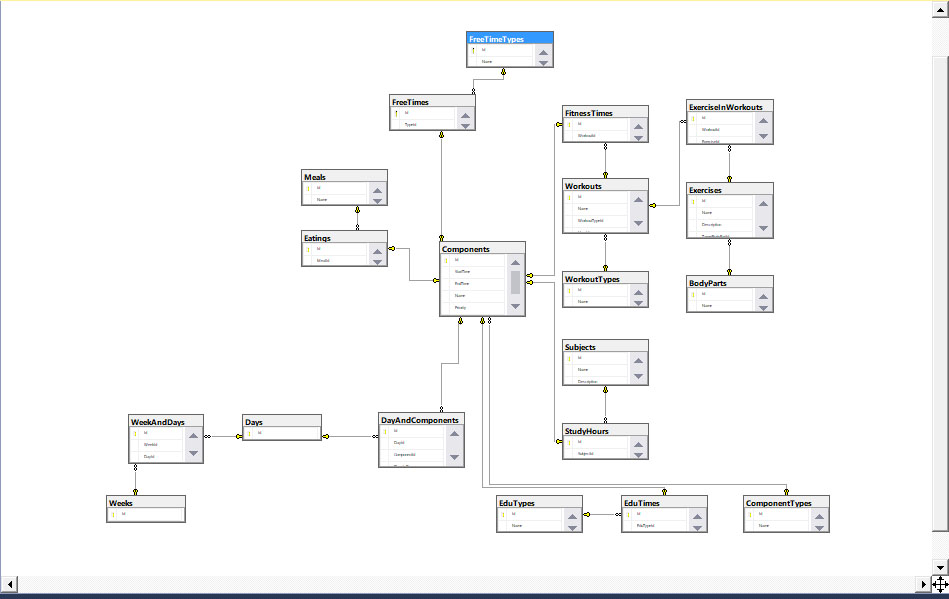 FreeTimeTypes
Id
Name
FreeTimes
Id
TypeId
Meals
Id
Name
Eatings
Id
MealId
Components
Id
StartTime
EndTime
Name
Priority
FitnessTimes
Id
WorkoutId
Workouts
Id
Name
WorkoutTypeId
WorkoutTypes
Id
Name
ExerciseInWorkouts
Id
WorkoutId
ExerciseId
Exercises
Id
Name
Description
BodyParts
Id
Name
Subjects
Id
Name
Description
StudyHours
Id
SubjectId
WeekAndDays
Id
WeekId
DayId
Days
Id
DayAndComponents
Id
DayId
ComponentId
Weeks
Id
EduTypes
Id
Name
EduTimes
Id
EduTypeId
ComponentTypes
Id
Name